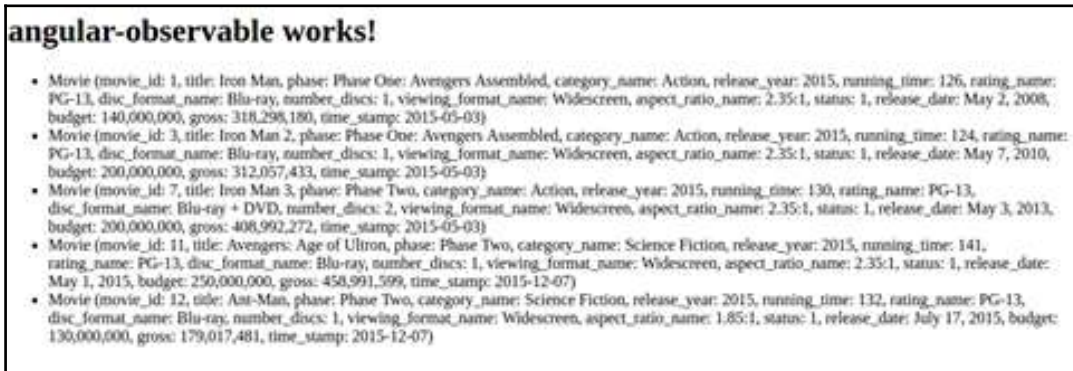 angular-observable works!
• Movie (movie_id: 1, title: Iron Man, phase: Phase One: Avengers Assembled, category_name: Action, release_year: 2015, running_time: 126, rating_name:
PG-13, disc_format_name: Blu-ray, number_discs: 1, viewing_format_name: Widescreen, aspect_ratio_name: 2.35:1, status: 1, release_date: May 2, 2008,
budget: 140,000,000, gross: 318,298,180, time_stamp: 2015-05-03)
• Movie (movie_id: 3, title: Iron Man 2, phase: Phase One: Avengers Assembled, category_name: Action, release_year: 2015, running_time: 124, rating_name:
PG-13, disc_format_name: Blu-ray, number_discs: 1, viewing_format_name: Widescreen, aspect_ratio_name: 2.35:1, status: 1, release_date: May 7, 2010,
budget: 200,000,000, gross: 312,057,433, time_stamp: 2015-05-03)
• Movie (movie_id: 7, title: Iron Man 3, phase: Phase Two, category_name: Action, release_year: 2015, running_time: 130, rating_name: PG-13,
disc_format_name: Blu-ray + DVD, number_discs: 2, viewing_format_name: Widescreen, aspect_ratio_name: 2.35:1, status: 1, release_date: May 3, 2013,
budget: 200,000,000, gross: 408,992,272, time_stamp: 2015-05-03)
• Movie (movie_id: 11, title: Avengers: Age of Ultron, phase: Phase Two, category_name: Science Fiction, release_year: 2015, running_time: 141,
rating_name: PG-13, disc_format_name: Blu-ray, number_discs: 1, viewing_format_name: Widescreen, aspect_ratio_name: 2.35:1, status: 1, release_date:
May 1, 2015, budget: 250,000,000, gross: 458,991,599, time_stamp: 2015-12-07)
• Movie (movie_id: 12, title: Ant-Man, phase: Phase Two, category_name: Science Fiction, release_year: 2015, running_time: 132, rating_name: PG-13,
disc_format_name: Blu-ray, number_discs: 1, viewing_format_name: Widescreen, aspect_ratio_name: 1.85:1, status: 1, release_date: July 17, 2015, budget:
130,000,000, gross: 179,017,481, time_stamp: 2015-12-07)